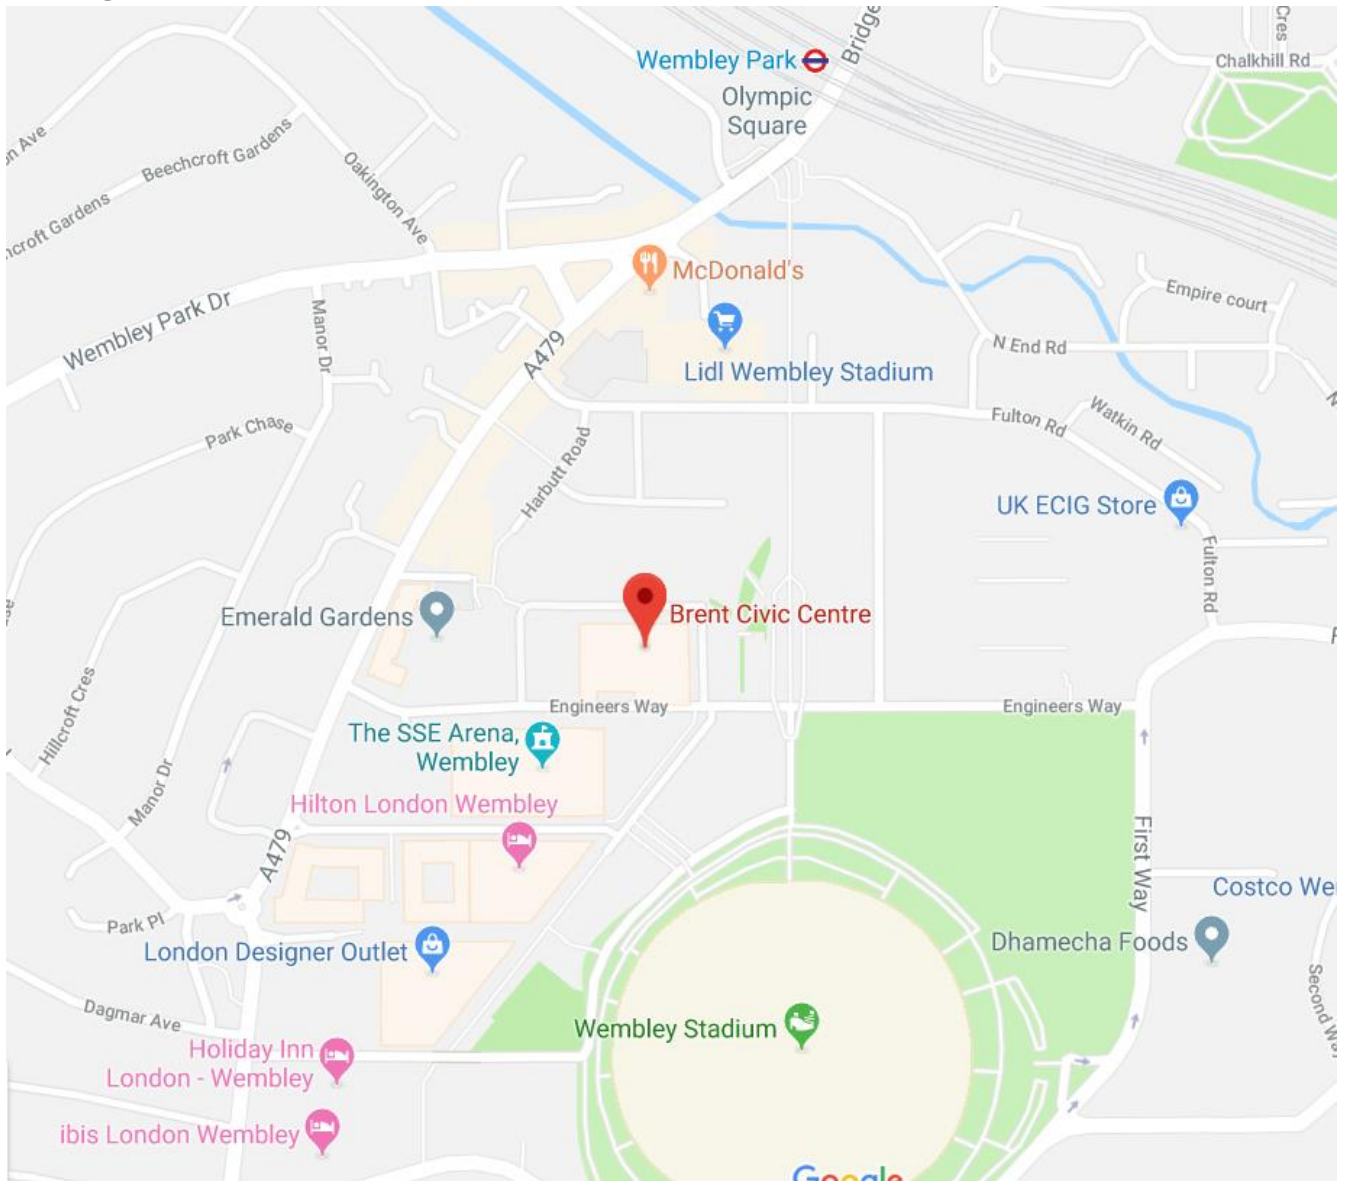 Wembley Park
Bridge
Cres
Chalkhill Rd
Olympic
Square
Beechcroft Gardens
Oakington Ave
on Ave
ncroft Gardens
McDonald's
Empire court
Wembley Park Dr
Manor Dr
A479
N End Rd
Lidl Wembley Stadium
Park Chase
Harbutt Road
Fulton Rd
Watkin Rd
UK ECIG Store
Fulton Rd
Emerald Gardens
Brent Civic Centre
Hillcroft Cres
Engineers Way
Engineers Way
The SSE Arena,
Wembley
Manor Dr
Hilton London Wembley
A479
First Way
Costco We
Park Pl
London Designer Outlet
Dhamecha Foods
Dagmar Ave
Wembley Stadium
Second Way
Holiday Inn
London - Wembley
ibis London Wembley
Google